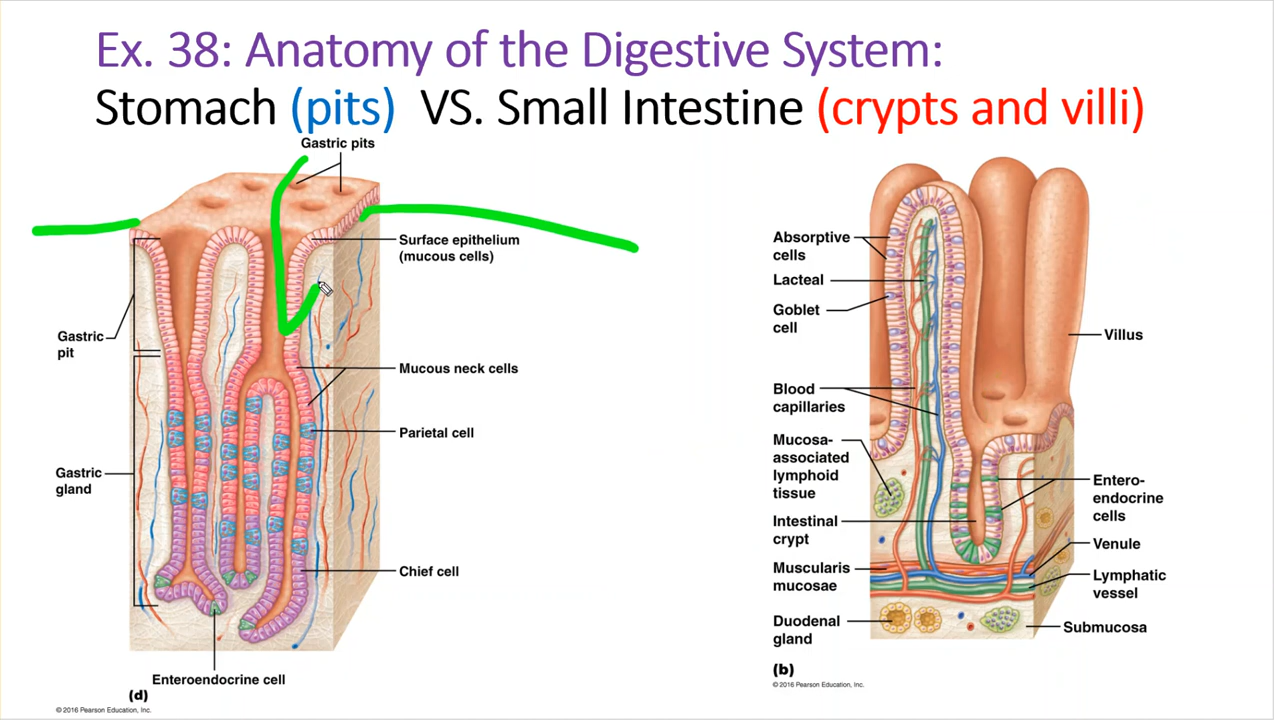 Ex. 38: Anatomy of the Digestive System:
Stomach (pits) VS. Small Intestine (crypts and villi)
Gastric pits
Surface epithelium
(mucous cells)
Gastric
pit
Mucous neck cells
Parietal cell
Gastric
gland
Chief cell
Enteroendocrine cell
(d)
© 2016 Pearson Education, Inc.
Absorptive
cells
Lacteal
Goblet
cell
Villus
Blood
capillaries
Mucosa-
associated
lymphoid
tissue
Entero-
endocrine
cells
Intestinal
crypt
Venule
Muscularis
mucosae
Lymphatic
vessel
Duodenal
gland
Submucosa
(b)
© 2016 Pearson Education, Inc.